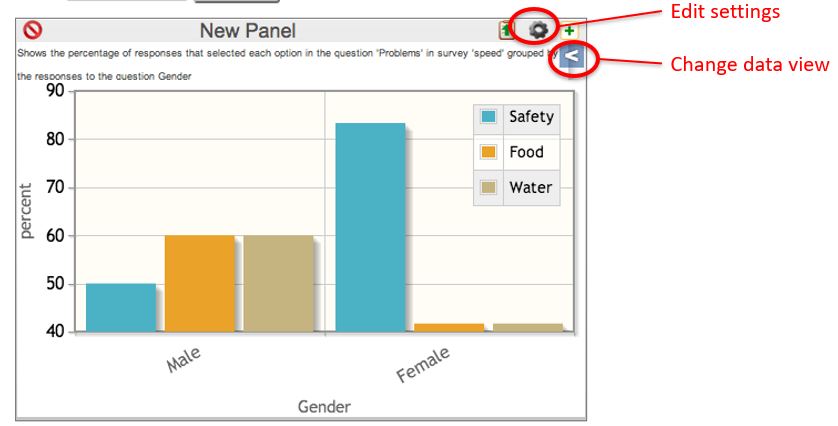 Edit settings
New Panel
Shows the percentage of responses that selected each option in the question 'Problems' in survey 'speed' grouped by
<
Change data view
the responses to the question Gender
90
80
70
60
50
40
percent
Safety
Food
Water
Male
Female
Gender